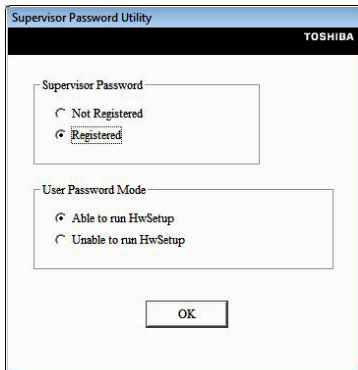 Supervisor Password Utility
TOSHIBA
Supervisor Password
Not Registered
Registered
User Password Mode
Able to run HwSetup
Unable to run HwSetup
OK